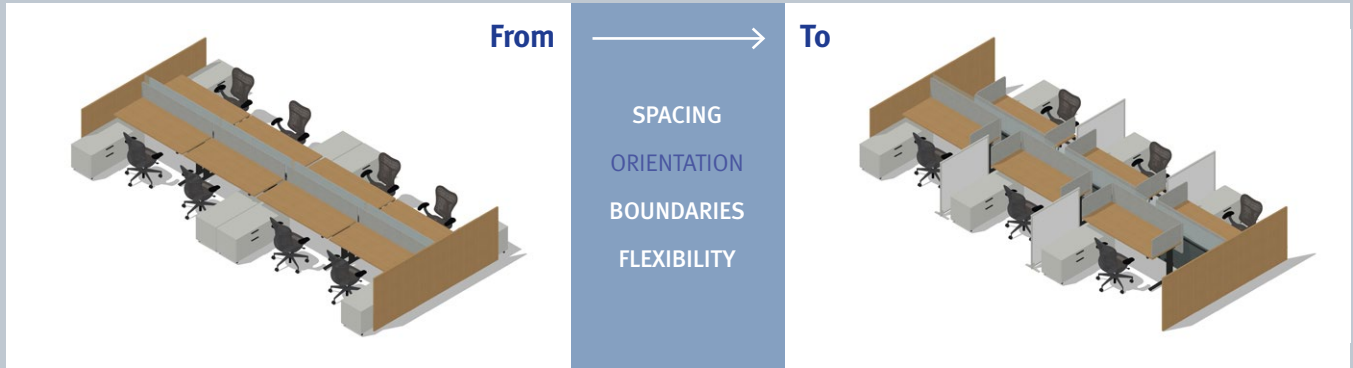 From
To
SPACING
ORIENTATION
BOUNDARIES
FLEXIBILITY